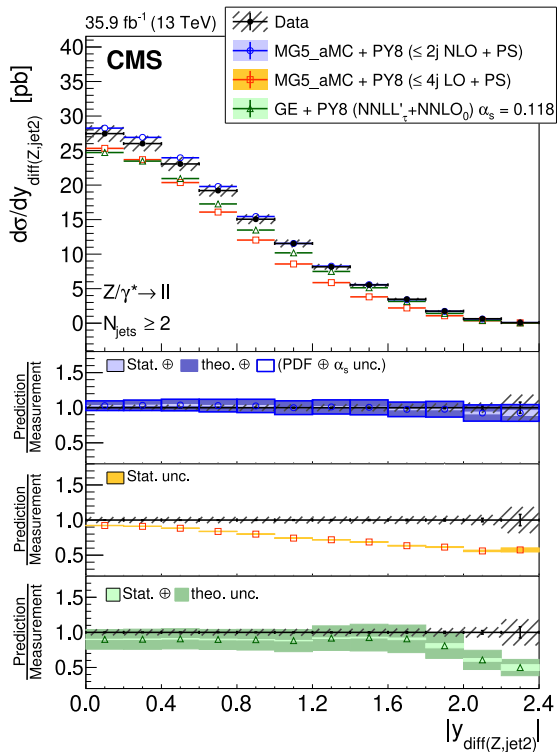 35.9 fb⁻¹ (13 TeV)
CMS
Data
MG5_aMC + PY8 (≤ 2j NLO + PS)
MG5_aMC + PY8 (≤ 4j LO + PS)
GE + PY8 (NNLL'_τ+NNLO₀) α_s = 0.118
dσ/dy_diff(Z,jet2) [pb]
40
35
30
25
20
15
10
5
0
Z/γ*→ ll
N_jets ≥ 2
Stat. ⊕ theo. ⊕ (PDF ⊕ α_s unc.)
Prediction
Measurement
1.5
1.0
0.5
Stat. unc.
Prediction
Measurement
1.5
1.0
0.5
Stat. ⊕ theo. unc.
Prediction
Measurement
1.5
1.0
0.5
0.0 0.4 0.8 1.2 1.6 2.0 2.4
|y_diff(Z,jet2)|